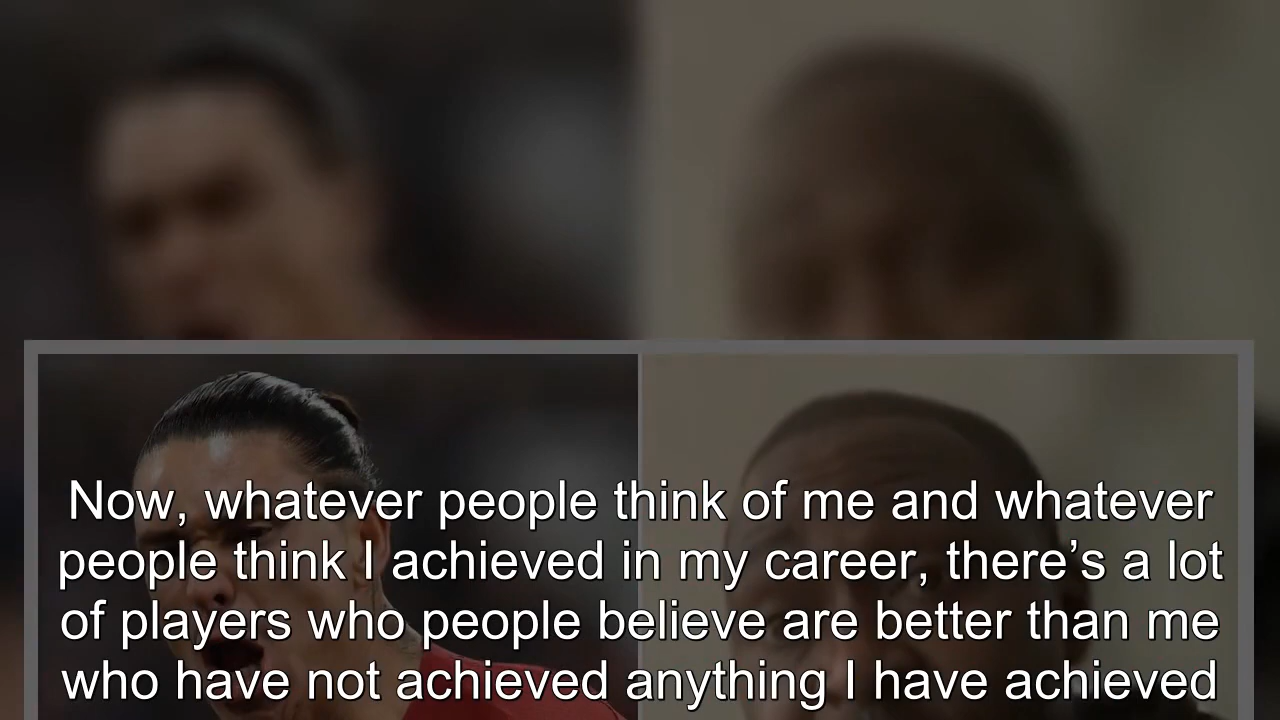 Now, whatever people think of me and whatever
people think I achieved in my career, there’s a lot
of players who people believe are better than me
who have not achieved anything I have achieved